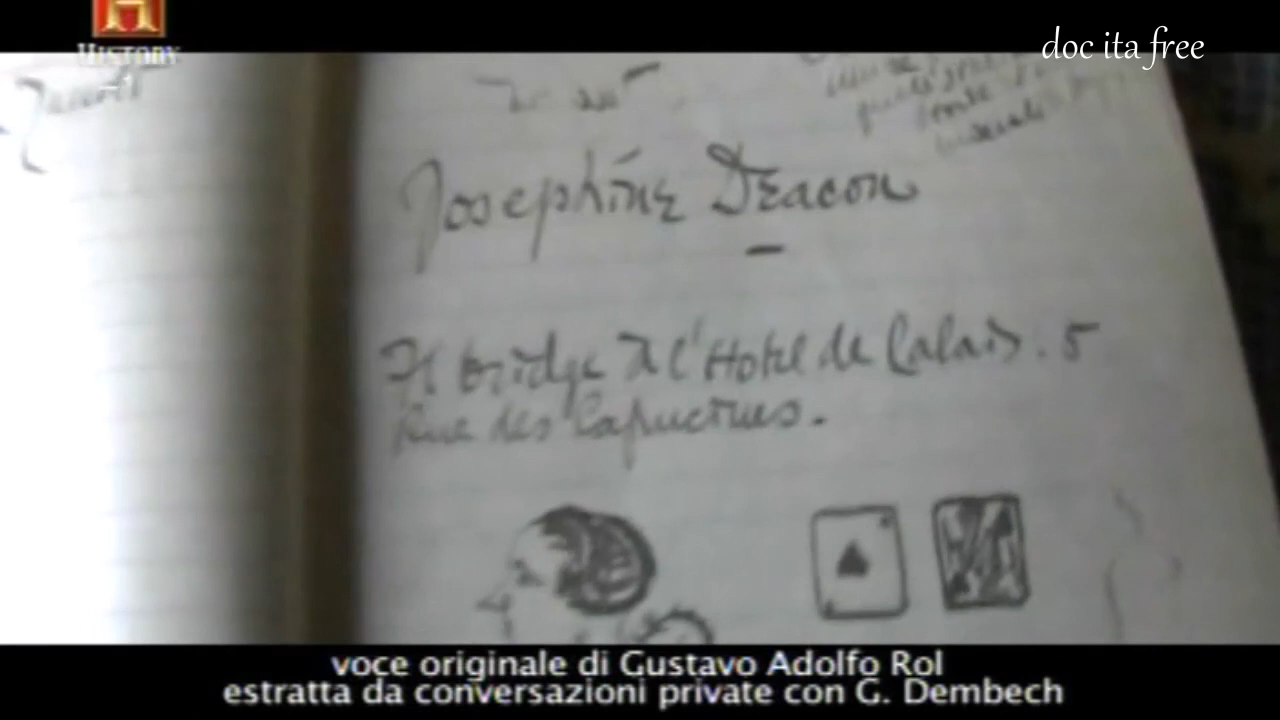 HISTORY
doc ita free
Josephine Deacon
Il bridge à l'Hotel de Calais. 5
Rue des Capucines.
voce originale di Gustavo Adolfo Rol
estratta da conversazioni private con G. Dembech